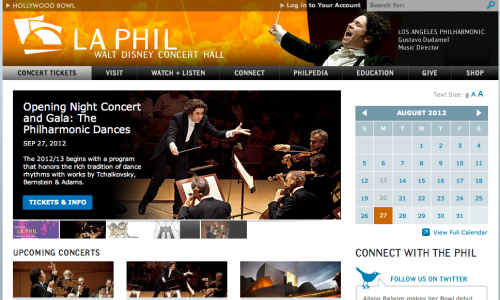 HOLLYWOOD BOWL
Log in to Your Account
Search for:
LA PHIL
WALT DISNEY CONCERT HALL
LOS ANGELES PHILHARMONIC
Gustavo Dudamel
Music Director
CONCERT TICKETS VISIT WATCH + LISTEN CONNECT PHILPEDIA EDUCATION GIVE SHOP
Text Size: A A A
Opening Night Concert
and Gala: The
Philharmonic Dances
SEP 27, 2012
The 2012/13 begins with a program
that honors the rich tradition of dance
rhythms with works by Tchaikovsky,
Bernstein & Adams.
TICKETS & INFO
AUGUST 2012
S M T W T F S
1 2 3 4
5 6 7 8 9 10 11
12 13 14 15 16 17 18
19 20 21 22 23 24 25
26 27 28 29 30 31
View Full Calendar
LA PHIL
UPCOMING CONCERTS
CONNECT WITH THE PHIL
FOLLOW US ON TWITTER
Alison Balsom makes her Bowl debut